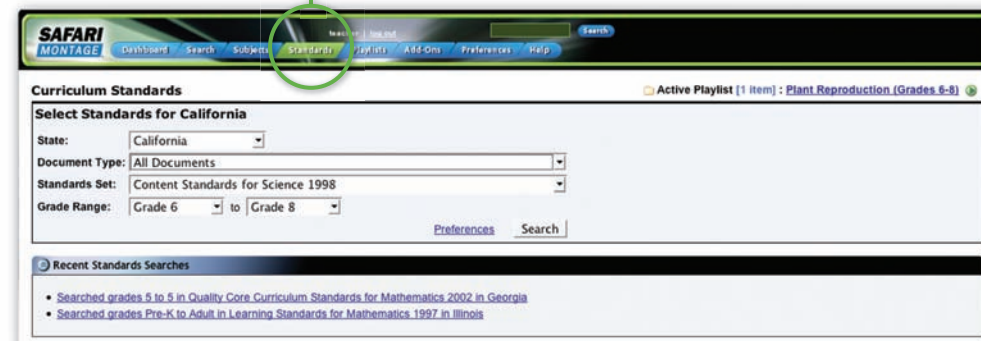 SAFARI
MONTAGE
teacher | log out
Search
Dashboard Search Subjects Standards Playlists Add-Ons Preferences Help
Curriculum Standards
Active Playlist [1 item] : Plant Reproduction (Grades 6-8)
Select Standards for California
State: California
Document Type: All Documents
Standards Set: Content Standards for Science 1998
Grade Range: Grade 6 to Grade 8
Preferences Search
Recent Standards Searches
• Searched grades 5 to 5 in Quality Core Curriculum Standards for Mathematics 2002 in Georgia
• Searched grades Pre-K to Adult in Learning Standards for Mathematics 1997 in Illinois